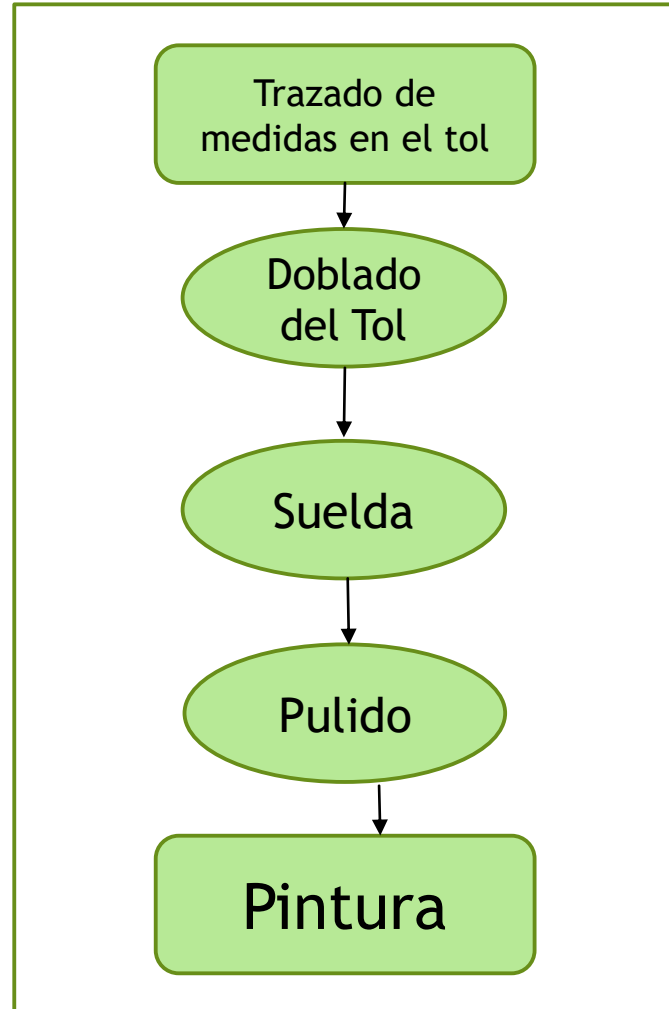 Trazado de
medidas en el tol
Doblado
del Tol
Suelda
Pulido
Pintura